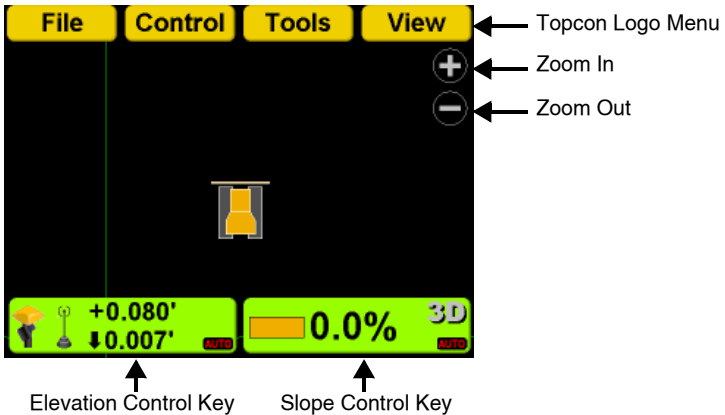 File Control Tools View
Topcon Logo Menu
Zoom In
Zoom Out
+0.080'
0.007'
AUTO
0.0%
3D
AUTO
Elevation Control Key
Slope Control Key